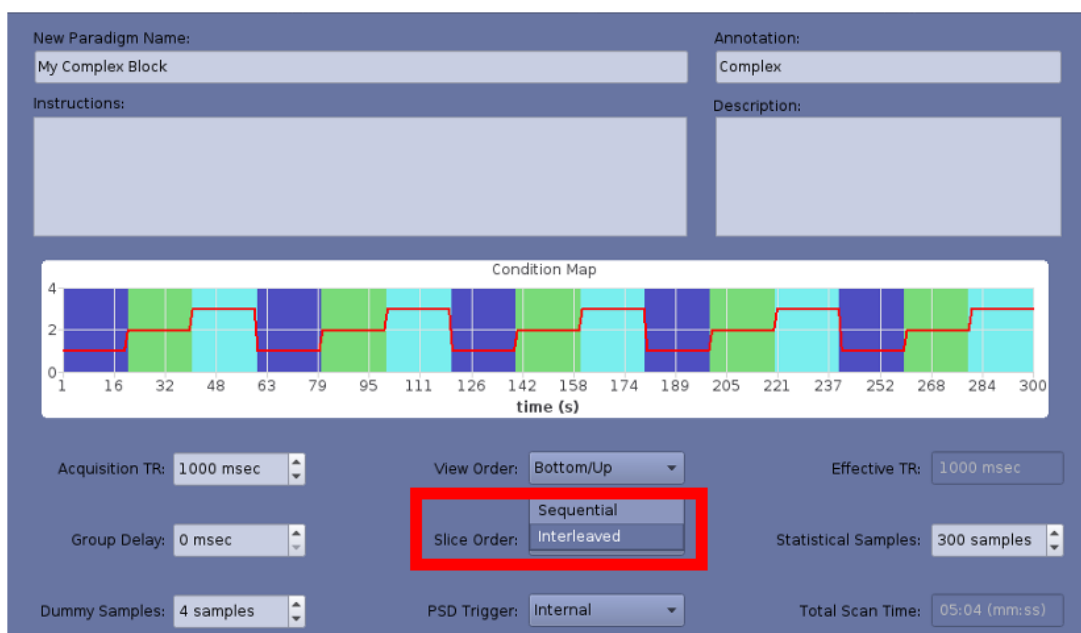 New Paradigm Name: Annotation:
My Complex Block Complex
Instructions: Description:
Condition Map
4
2
0
1 16 32 48 63 79 95 111 126 142 158 174 189 205 221 237 252 268 284 300
time (s)
Acquisition TR: 1000 msec View Order: Bottom/Up Effective TR: 1000 msec
Sequential
Group Delay: 0 msec Slice Order: Interleaved Statistical Samples: 300 samples
Dummy Samples: 4 samples PSD Trigger: Internal Total Scan Time: 05:04 (mm:ss)